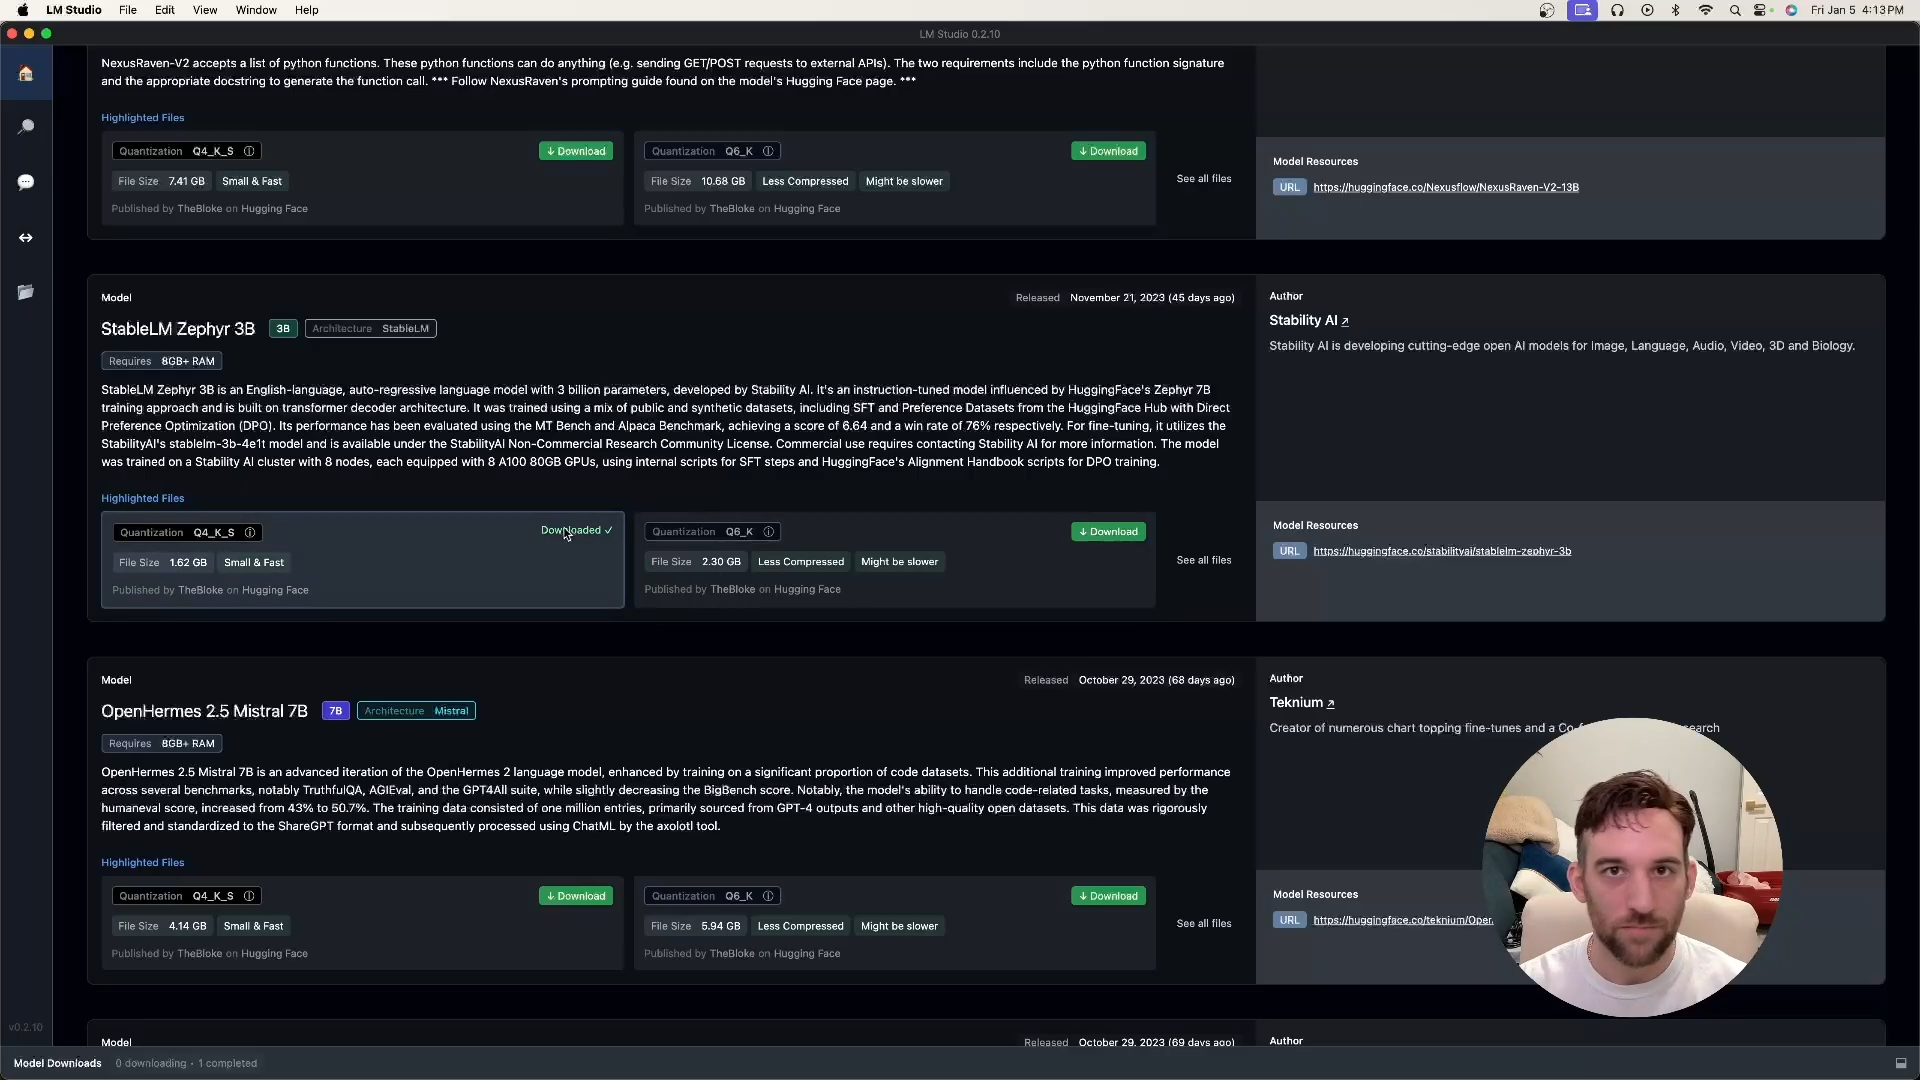 LM Studio File Edit View Window Help
Fri Jan 5 4:13PM
LM Studio 0.2.10
NexusRaven-V2 accepts a list of python functions. These python functions can do anything (e.g. sending GET/POST requests to external APIs). The two requirements include the python function signature
and the appropriate docstring to generate the function call. *** Follow NexusRaven's prompting guide found on the model's Hugging Face page. ***
Highlighted Files
Quantization Q4_K_S
Download
File Size 7.41 GB Small & Fast
Published by TheBloke on Hugging Face
Quantization Q6_K
Download
File Size 10.68 GB Less Compressed Might be slower
Published by TheBloke on Hugging Face
See all files
Model Resources
URL https://huggingface.co/Nexusflow/NexusRaven-V2-13B
Model
Released November 21, 2023 (45 days ago)
StableLM Zephyr 3B 3B Architecture StableLM
Requires 8GB+ RAM
StableLM Zephyr 3B is an English-language, auto-regressive language model with 3 billion parameters, developed by Stability AI. It's an instruction-tuned model influenced by HuggingFace's Zephyr 7B
training approach and is built on transformer decoder architecture. It was trained using a mix of public and synthetic datasets, including SFT and Preference Datasets from the HuggingFace Hub with Direct
Preference Optimization (DPO). Its performance has been evaluated using the MT Bench and Alpaca Benchmark, achieving a score of 6.64 and a win rate of 76% respectively. For fine-tuning, it utilizes the
StabilityAI's stablelm-3b-4e1t model and is available under the StabilityAI Non-Commercial Research Community License. Commercial use requires contacting Stability AI for more information. The model
was trained on a Stability AI cluster with 8 nodes, each equipped with 8 A100 80GB GPUs, using internal scripts for SFT steps and HuggingFace's Alignment Handbook scripts for DPO training.
Highlighted Files
Quantization Q4_K_S
Downloaded ✓
File Size 1.62 GB Small & Fast
Published by TheBloke on Hugging Face
Quantization Q6_K
Download
File Size 2.30 GB Less Compressed Might be slower
Published by TheBloke on Hugging Face
See all files
Author
Stability AI
Stability AI is developing cutting-edge open AI models for Image, Language, Audio, Video, 3D and Biology.
Model Resources
URL https://huggingface.co/stabilityai/stablelm-zephyr-3b
Model
Released October 29, 2023 (68 days ago)
OpenHermes 2.5 Mistral 7B 7B Architecture Mistral
Requires 8GB+ RAM
OpenHermes 2.5 Mistral 7B is an advanced iteration of the OpenHermes 2 language model, enhanced by training on a significant proportion of code datasets. This additional training improved performance
across several benchmarks, notably TruthfulQA, AGIEval, and the GPT4All suite, while slightly decreasing the BigBench score. Notably, the model's ability to handle code-related tasks, measured by the
humaneval score, increased from 43% to 50.7%. The training data consisted of one million entries, primarily sourced from GPT-4 outputs and other high-quality open datasets. This data was rigorously
filtered and standardized to the ShareGPT format and subsequently processed using ChatML by the axolotl tool.
Highlighted Files
Quantization Q4_K_S
Download
File Size 4.14 GB Small & Fast
Published by TheBloke on Hugging Face
Quantization Q6_K
Download
File Size 5.94 GB Less Compressed Might be slower
Published by TheBloke on Hugging Face
See all files
Author
Teknium
Creator of numerous chart topping fine-tunes and a Co-
Model Resources
URL https://huggingface.co/teknium/Oper
Model
Released October 29, 2023 (69 days ago)
Author
v0.2.10
Model Downloads 0 downloading • 1 completed